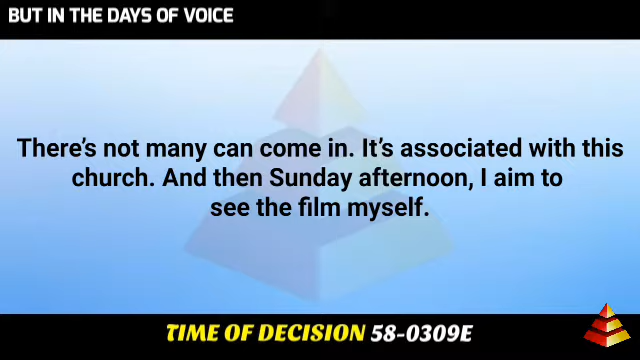 BUT IN THE DAYS OF VOICE
There's not many can come in. It's associated with this
church. And then Sunday afternoon, I aim to
see the film myself.
TIME OF DECISION 58-0309E